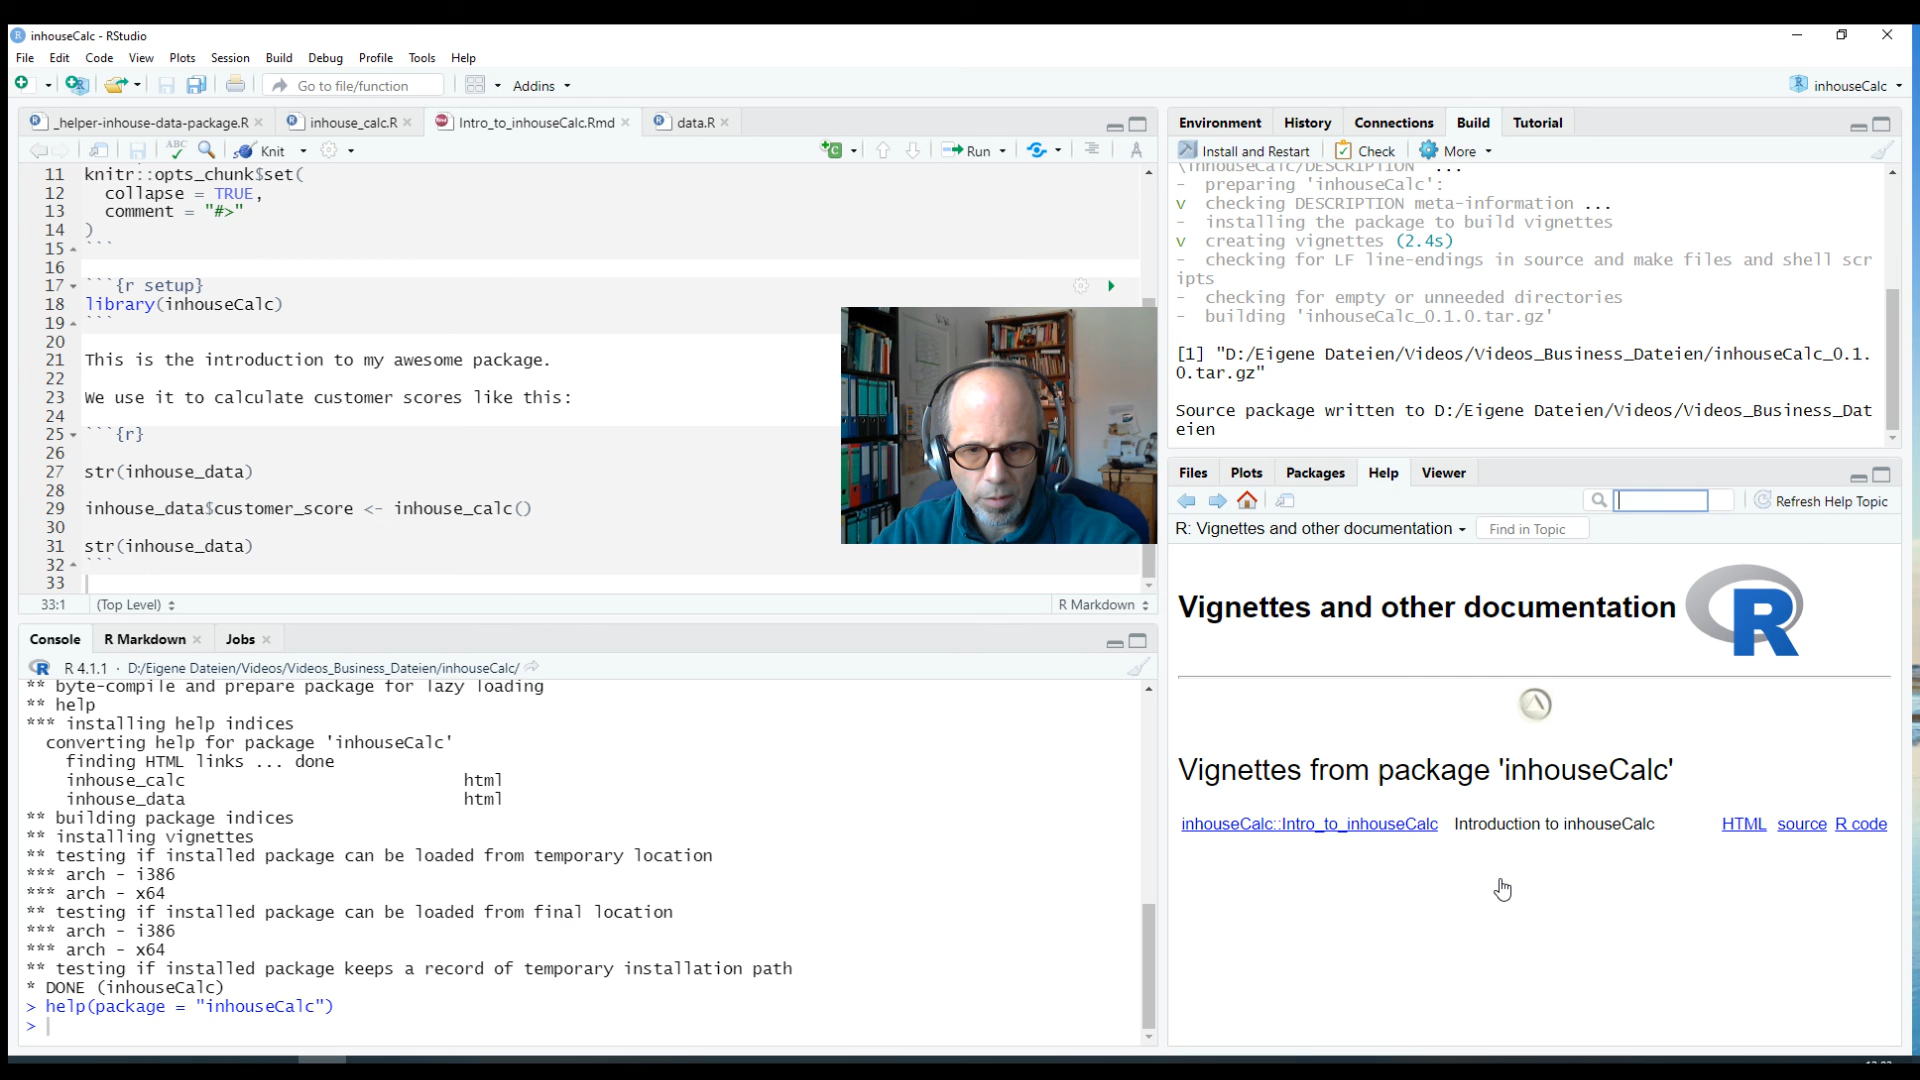 inhouseCalc - RStudio
File Edit Code View Plots Session Build Debug Profile Tools Help
Go to file/function Addins inhouseCalc
_helper-inhouse-data-package.R inhouse_calc.R Intro_to_inhouseCalc.Rmd data.R
ABC Knit Run
11 knitr::opts_chunk$set(
12 collapse = TRUE,
13 comment = "#>"
14 )
15 ```
16
17 ```{r setup}
18 library(inhouseCalc)
19 ```
20
21 This is the introduction to my awesome package.
22
23 We use it to calculate customer scores like this:
24
25 ```{r}
26
27 str(inhouse_data)
28
29 inhouse_data$customer_score <- inhouse_calc()
30
31 str(inhouse_data)
32 ```
33
33:1 (Top Level) R Markdown
Console R Markdown Jobs
R 4.1.1 · D:/Eigene Dateien/Videos/Videos_Business_Dateien/inhouseCalc/
** byte-compile and prepare package for lazy loading
** help
*** installing help indices
converting help for package 'inhouseCalc'
finding HTML links ... done
inhouse_calc html
inhouse_data html
** building package indices
** installing vignettes
** testing if installed package can be loaded from temporary location
*** arch - i386
*** arch - x64
** testing if installed package can be loaded from final location
*** arch - i386
*** arch - x64
** testing if installed package keeps a record of temporary installation path
* DONE (inhouseCalc)
> help(package = "inhouseCalc")
>
Environment History Connections Build Tutorial
Install and Restart Check More
\inhouseCalc/DESCRIPTION ...
- preparing 'inhouseCalc':
v checking DESCRIPTION meta-information ...
- installing the package to build vignettes
v creating vignettes (2.4s)
- checking for LF line-endings in source and make files and shell scr
ipts
- checking for empty or unneeded directories
- building 'inhouseCalc_0.1.0.tar.gz'
[1] "D:/Eigene Dateien/Videos/Videos_Business_Dateien/inhouseCalc_0.1.
0.tar.gz"
Source package written to D:/Eigene Dateien/Videos/Videos_Business_Dat
eien
Files Plots Packages Help Viewer
Refresh Help Topic
R: Vignettes and other documentation Find in Topic
Vignettes and other documentation R
Vignettes from package 'inhouseCalc'
inhouseCalc::Intro_to_inhouseCalc Introduction to inhouseCalc HTML source R code